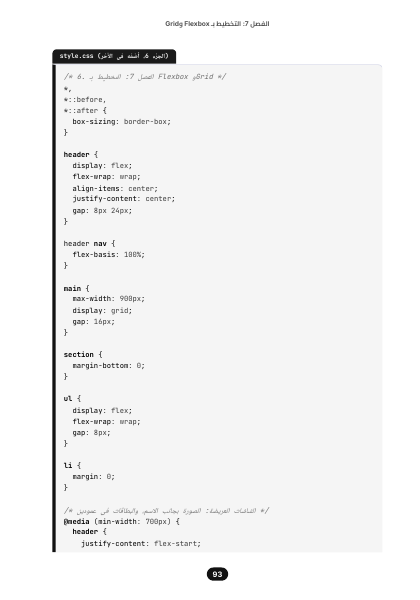 الفصل 7: التخطيط بـ Flexbox وGrid
style.css (الجزء 6، أضفه في الآخر)
/* 6. الفصل 7: التخطيط بـ Flexbox وGrid */
*,
*::before,
*::after {
  box-sizing: border-box;
}

header {
  display: flex;
  flex-wrap: wrap;
  align-items: center;
  justify-content: center;
  gap: 8px 24px;
}

header nav {
  flex-basis: 100%;
}

main {
  max-width: 900px;
  display: grid;
  gap: 16px;
}

section {
  margin-bottom: 0;
}

ul {
  display: flex;
  flex-wrap: wrap;
  gap: 8px;
}

li {
  margin: 0;
}

/* الشاشات العريضة: الصورة بجانب الاسم، والبطاقات في عمودين */
@media (min-width: 700px) {
  header {
    justify-content: flex-start;
93